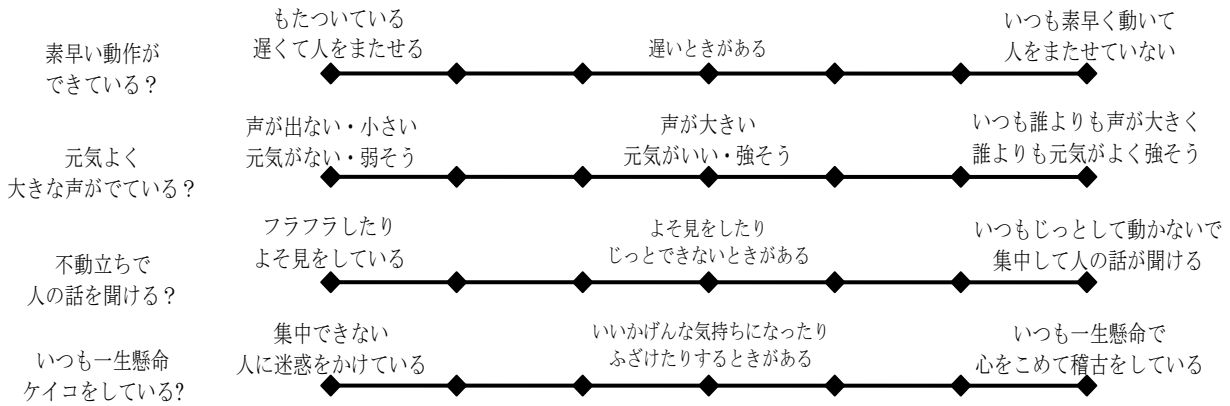 素早い動作が
できている？
もたついている
遅くて人をまたせる
遅いときがある
いつも素早く動いて
人をまたせていない
元気よく
大きな声がでている？
声が出ない・小さい
元気がない・弱そう
声が大きい
元気がいい・強そう
いつも誰よりも声が大きく
誰よりも元気がよく強そう
不動立ちで
人の話を聞ける？
フラフラしたり
よそ見をしている
よそ見をしたり
じっとできないときがある
いつもじっとして動かないで
集中して人の話が聞ける
いつも一生懸命
ケイコをしている?
集中できない
人に迷惑をかけている
いいかげんな気持ちになったり
ふざけたりするときがある
いつも一生懸命で
心をこめて稽古をしている